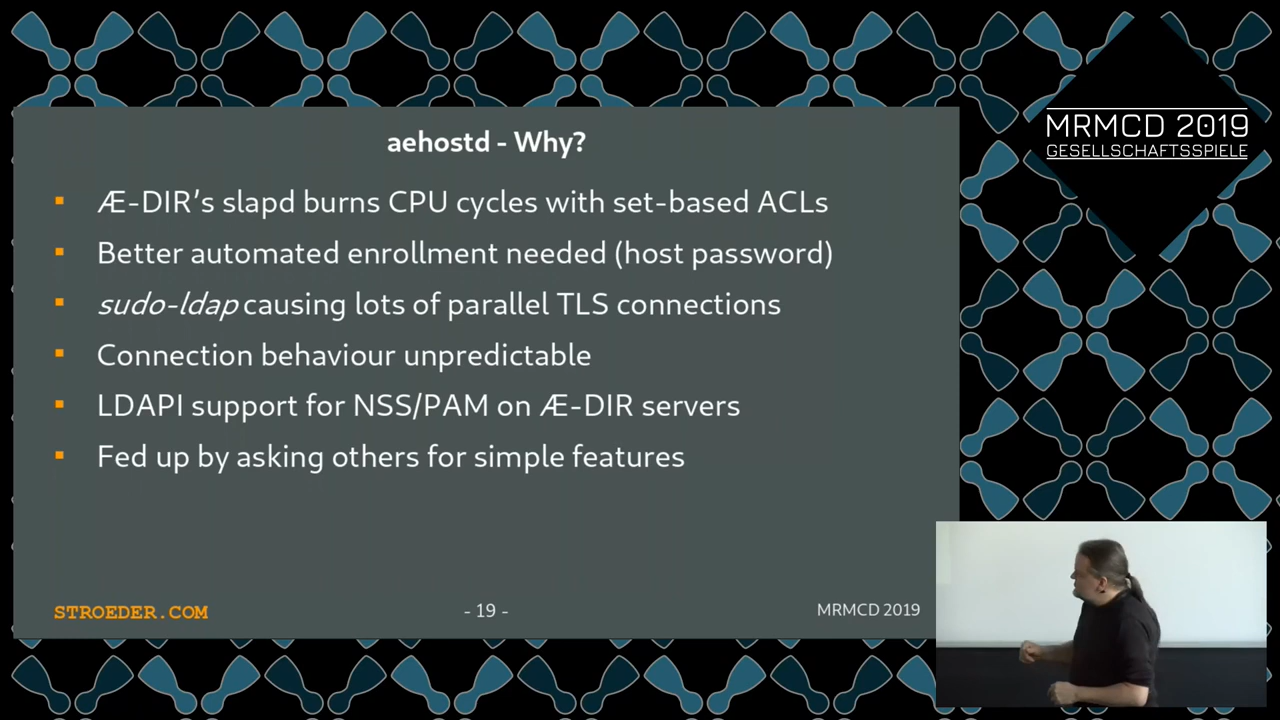 MRMCD 2019
GESELLSCHAFTSSPIELE
aehostd - Why?
Æ-DIR’s slapd burns CPU cycles with set-based ACLs
Better automated enrollment needed (host password)
sudo-ldap causing lots of parallel TLS connections
Connection behaviour unpredictable
LDAPI support for NSS/PAM on Æ-DIR servers
Fed up by asking others for simple features
STROEDER.COM
- 19 -
MRMCD 2019